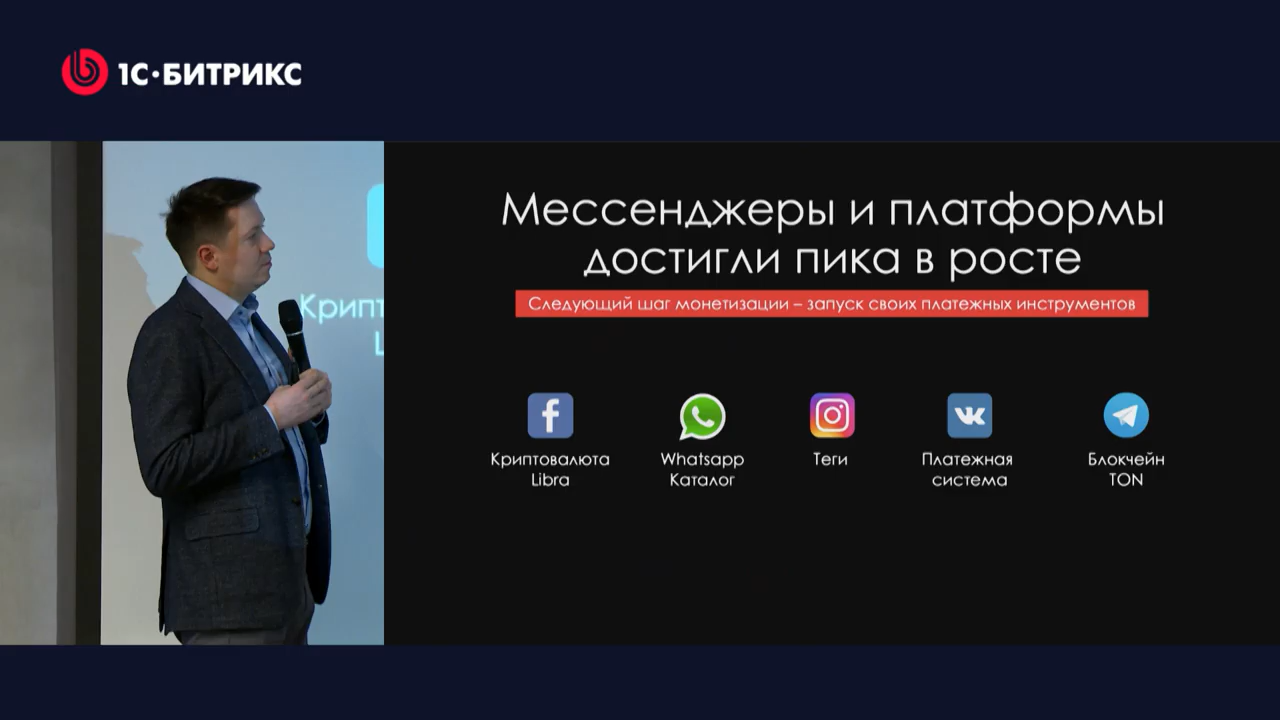 1С·БИТРИКС
Мессенджеры и платформы
достигли пика в росте
Следующий шаг монетизации – запуск своих платежных инструментов
Крипт
L
Криптовалюта
Libra
Whatsapp
Каталог
Теги
Платежная
система
Блокчейн
TON